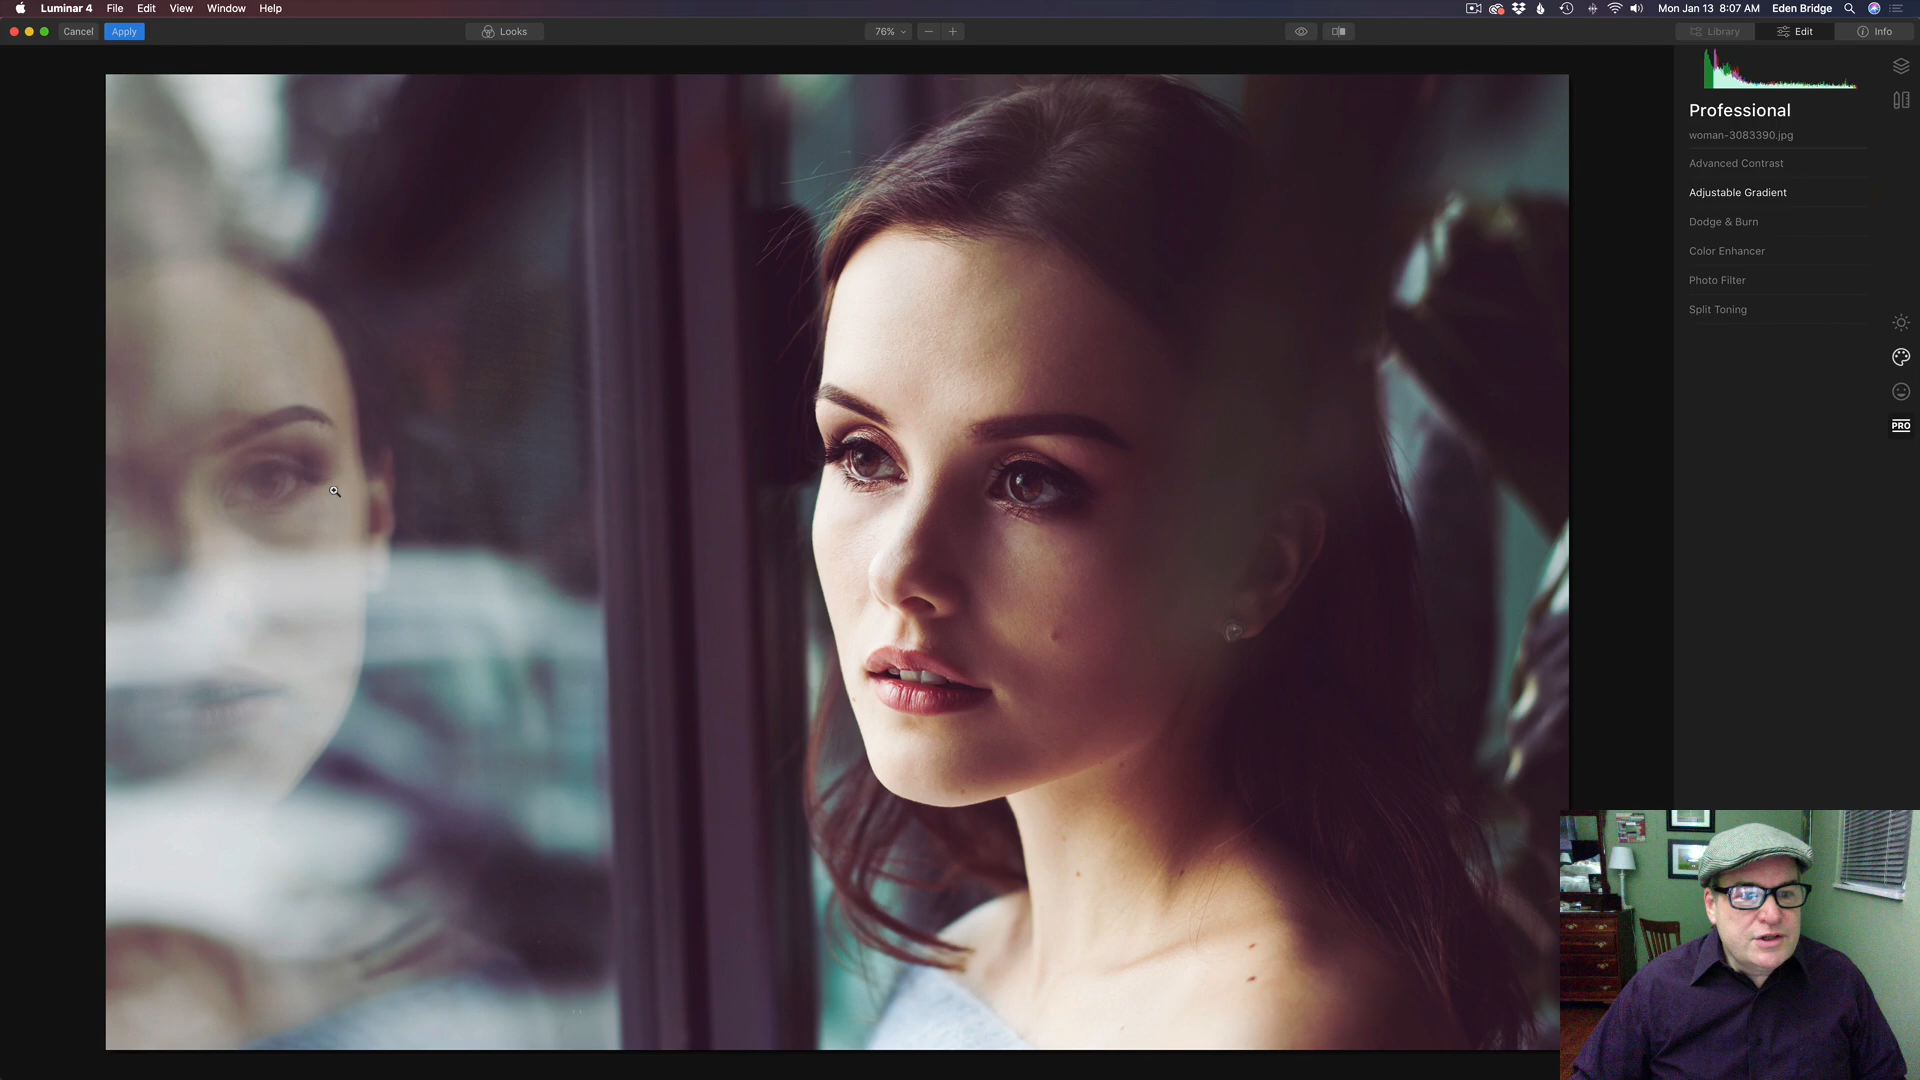 Luminar 4 File Edit View Window Help
Mon Jan 13 8:07 AM Eden Bridge
Cancel Apply Looks 76% Library Edit Info
Professional
woman-3083390.jpg
Advanced Contrast
Adjustable Gradient
Dodge & Burn
Color Enhancer
Photo Filter
Split Toning
PRO